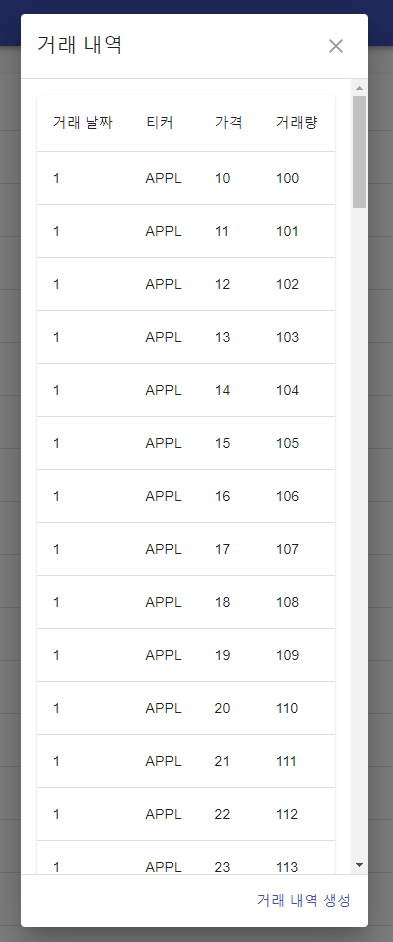 거래 내역
거래 날짜 티커 가격 거래량
1 APPL 10 100
1 APPL 11 101
1 APPL 12 102
1 APPL 13 103
1 APPL 14 104
1 APPL 15 105
1 APPL 16 106
1 APPL 17 107
1 APPL 18 108
1 APPL 19 109
1 APPL 20 110
1 APPL 21 111
1 APPL 22 112
1 APPL 23 113
거래 내역 생성